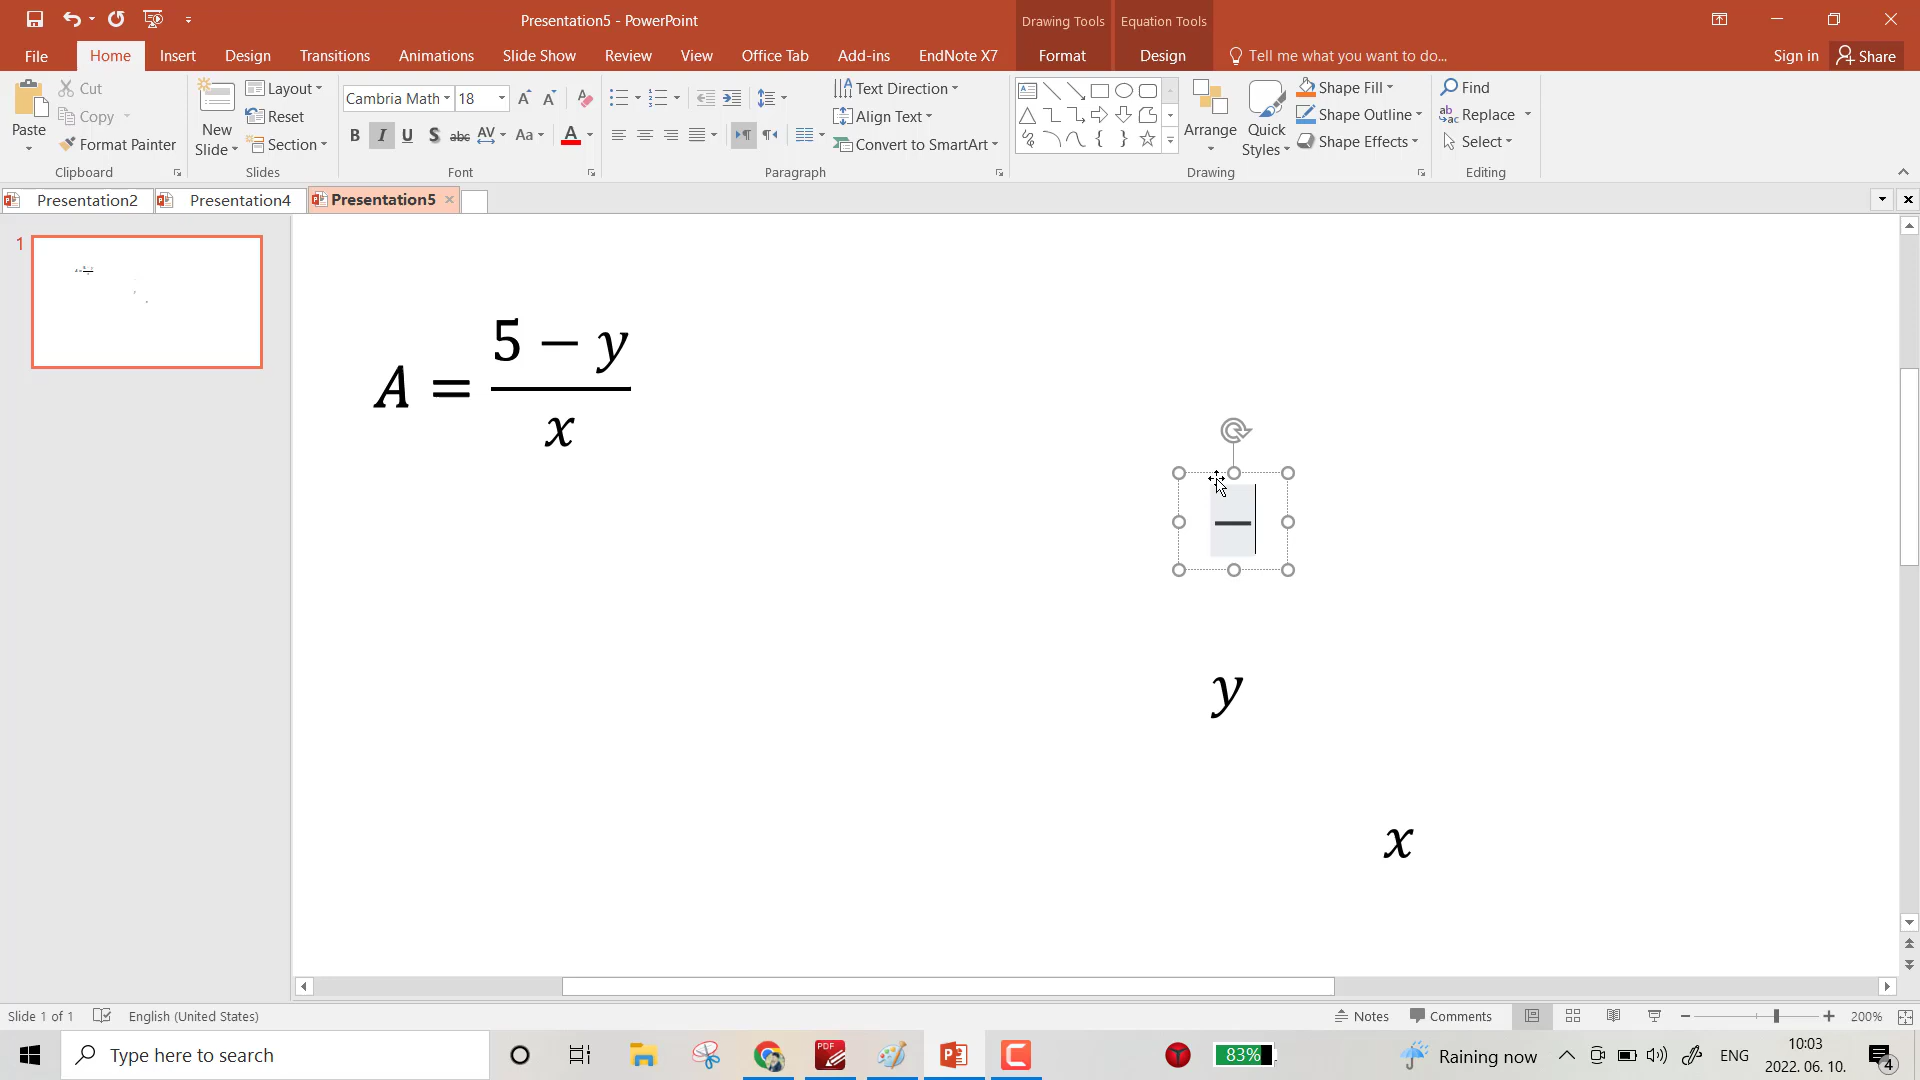 Presentation5 - PowerPoint
Drawing Tools
Equation Tools
File
Home
Insert
Design
Transitions
Animations
Slide Show
Review
View
Office Tab
Add-ins
EndNote X7
Format
Design
Tell me what you want to do...
Sign in
Share
Paste
Cut
Copy
Format Painter
Clipboard
New Slide
Layout
Reset
Section
Slides
Cambria Math
18
B I U S abc AV Aa A
Font
Paragraph
Text Direction
Align Text
Convert to SmartArt
Arrange
Quick Styles
Shape Fill
Shape Outline
Shape Effects
Drawing
Find
Replace
Select
Editing
Presentation2
Presentation4
Presentation5
1
5 − y
A =
x
—
y
x
Slide 1 of 1
English (United States)
Notes
Comments
200%
Type here to search
PDF
83%
Raining now
ENG
10:03
2022. 06. 10.
4